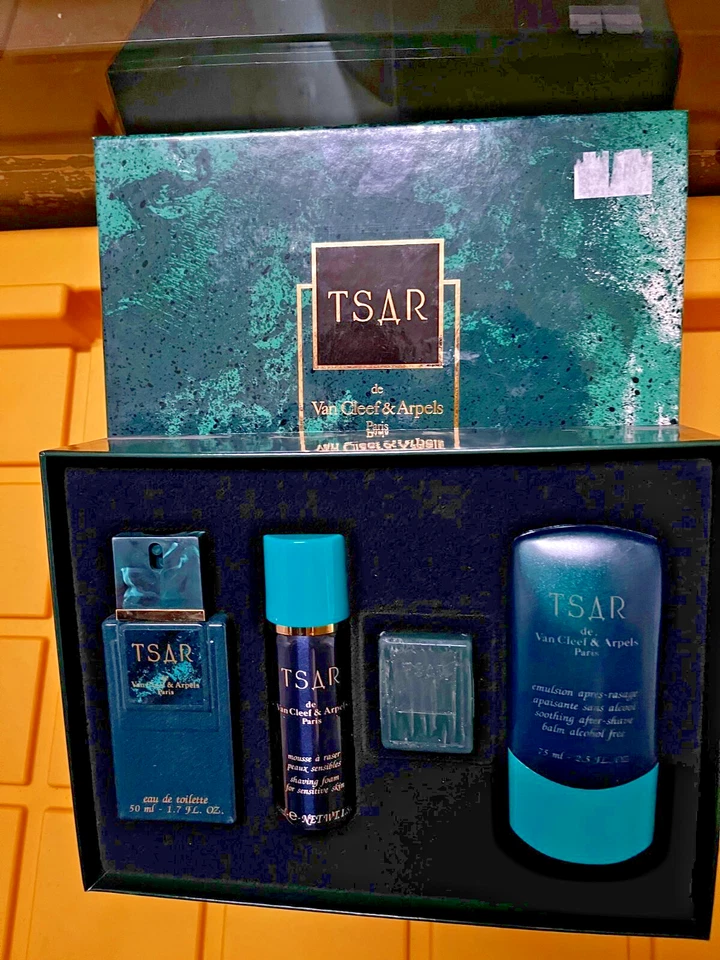 TSAR
de
Van Cleef & Arpels
Paris
TSAR
Van Cleef & Arpels
Paris
eau de toilette
50 ml - 1.7 FL. OZ.
TSAR
de
Van Cleef & Arpels
Paris
mousse à raser
peaux sensibles
shaving foam
for sensitive skin
e-NET WT.
TSAR
TSAR
de
Van Cleef & Arpels
Paris
emulsion après-rasage
apaisante sans alcool
soothing after-shave
balm alcohol free
75 ml - 2.5 FL. OZ.